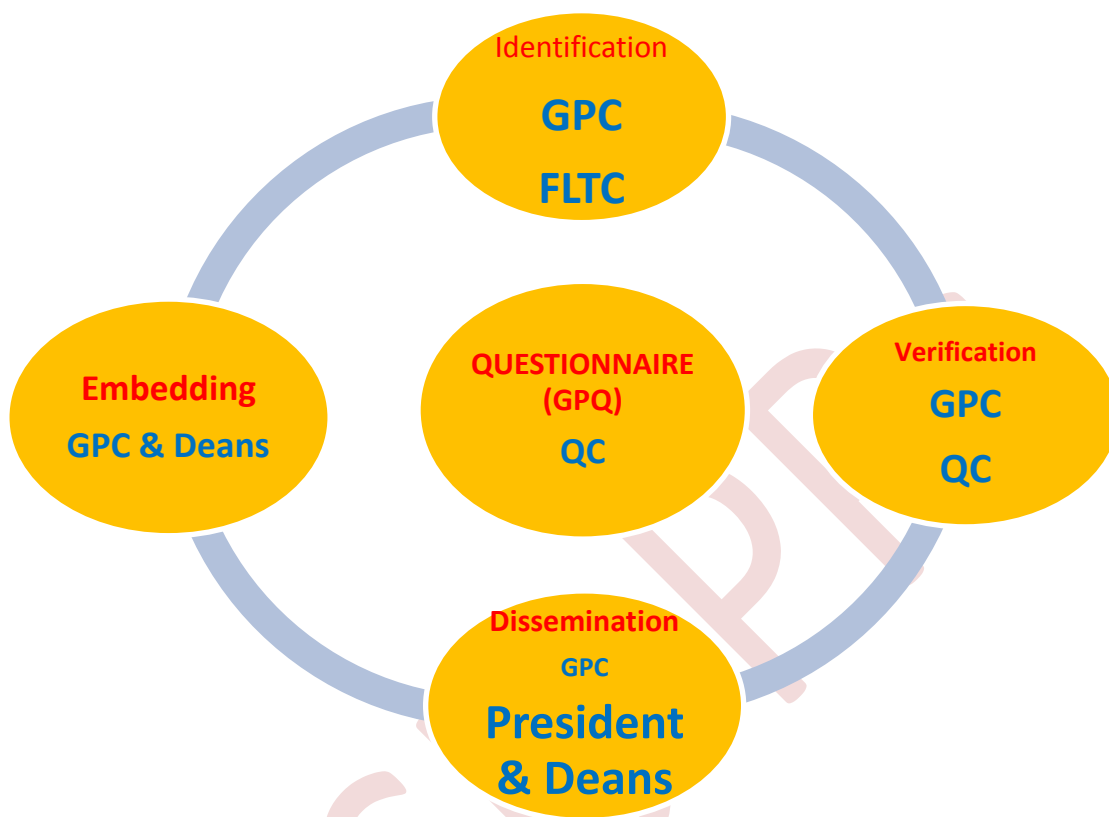 Identification
GPC
FLTC
Embedding
GPC & Deans
QUESTIONNAIRE
(GPQ)
QC
Verification
GPC
QC
Dissemination
GPC
President
& Deans